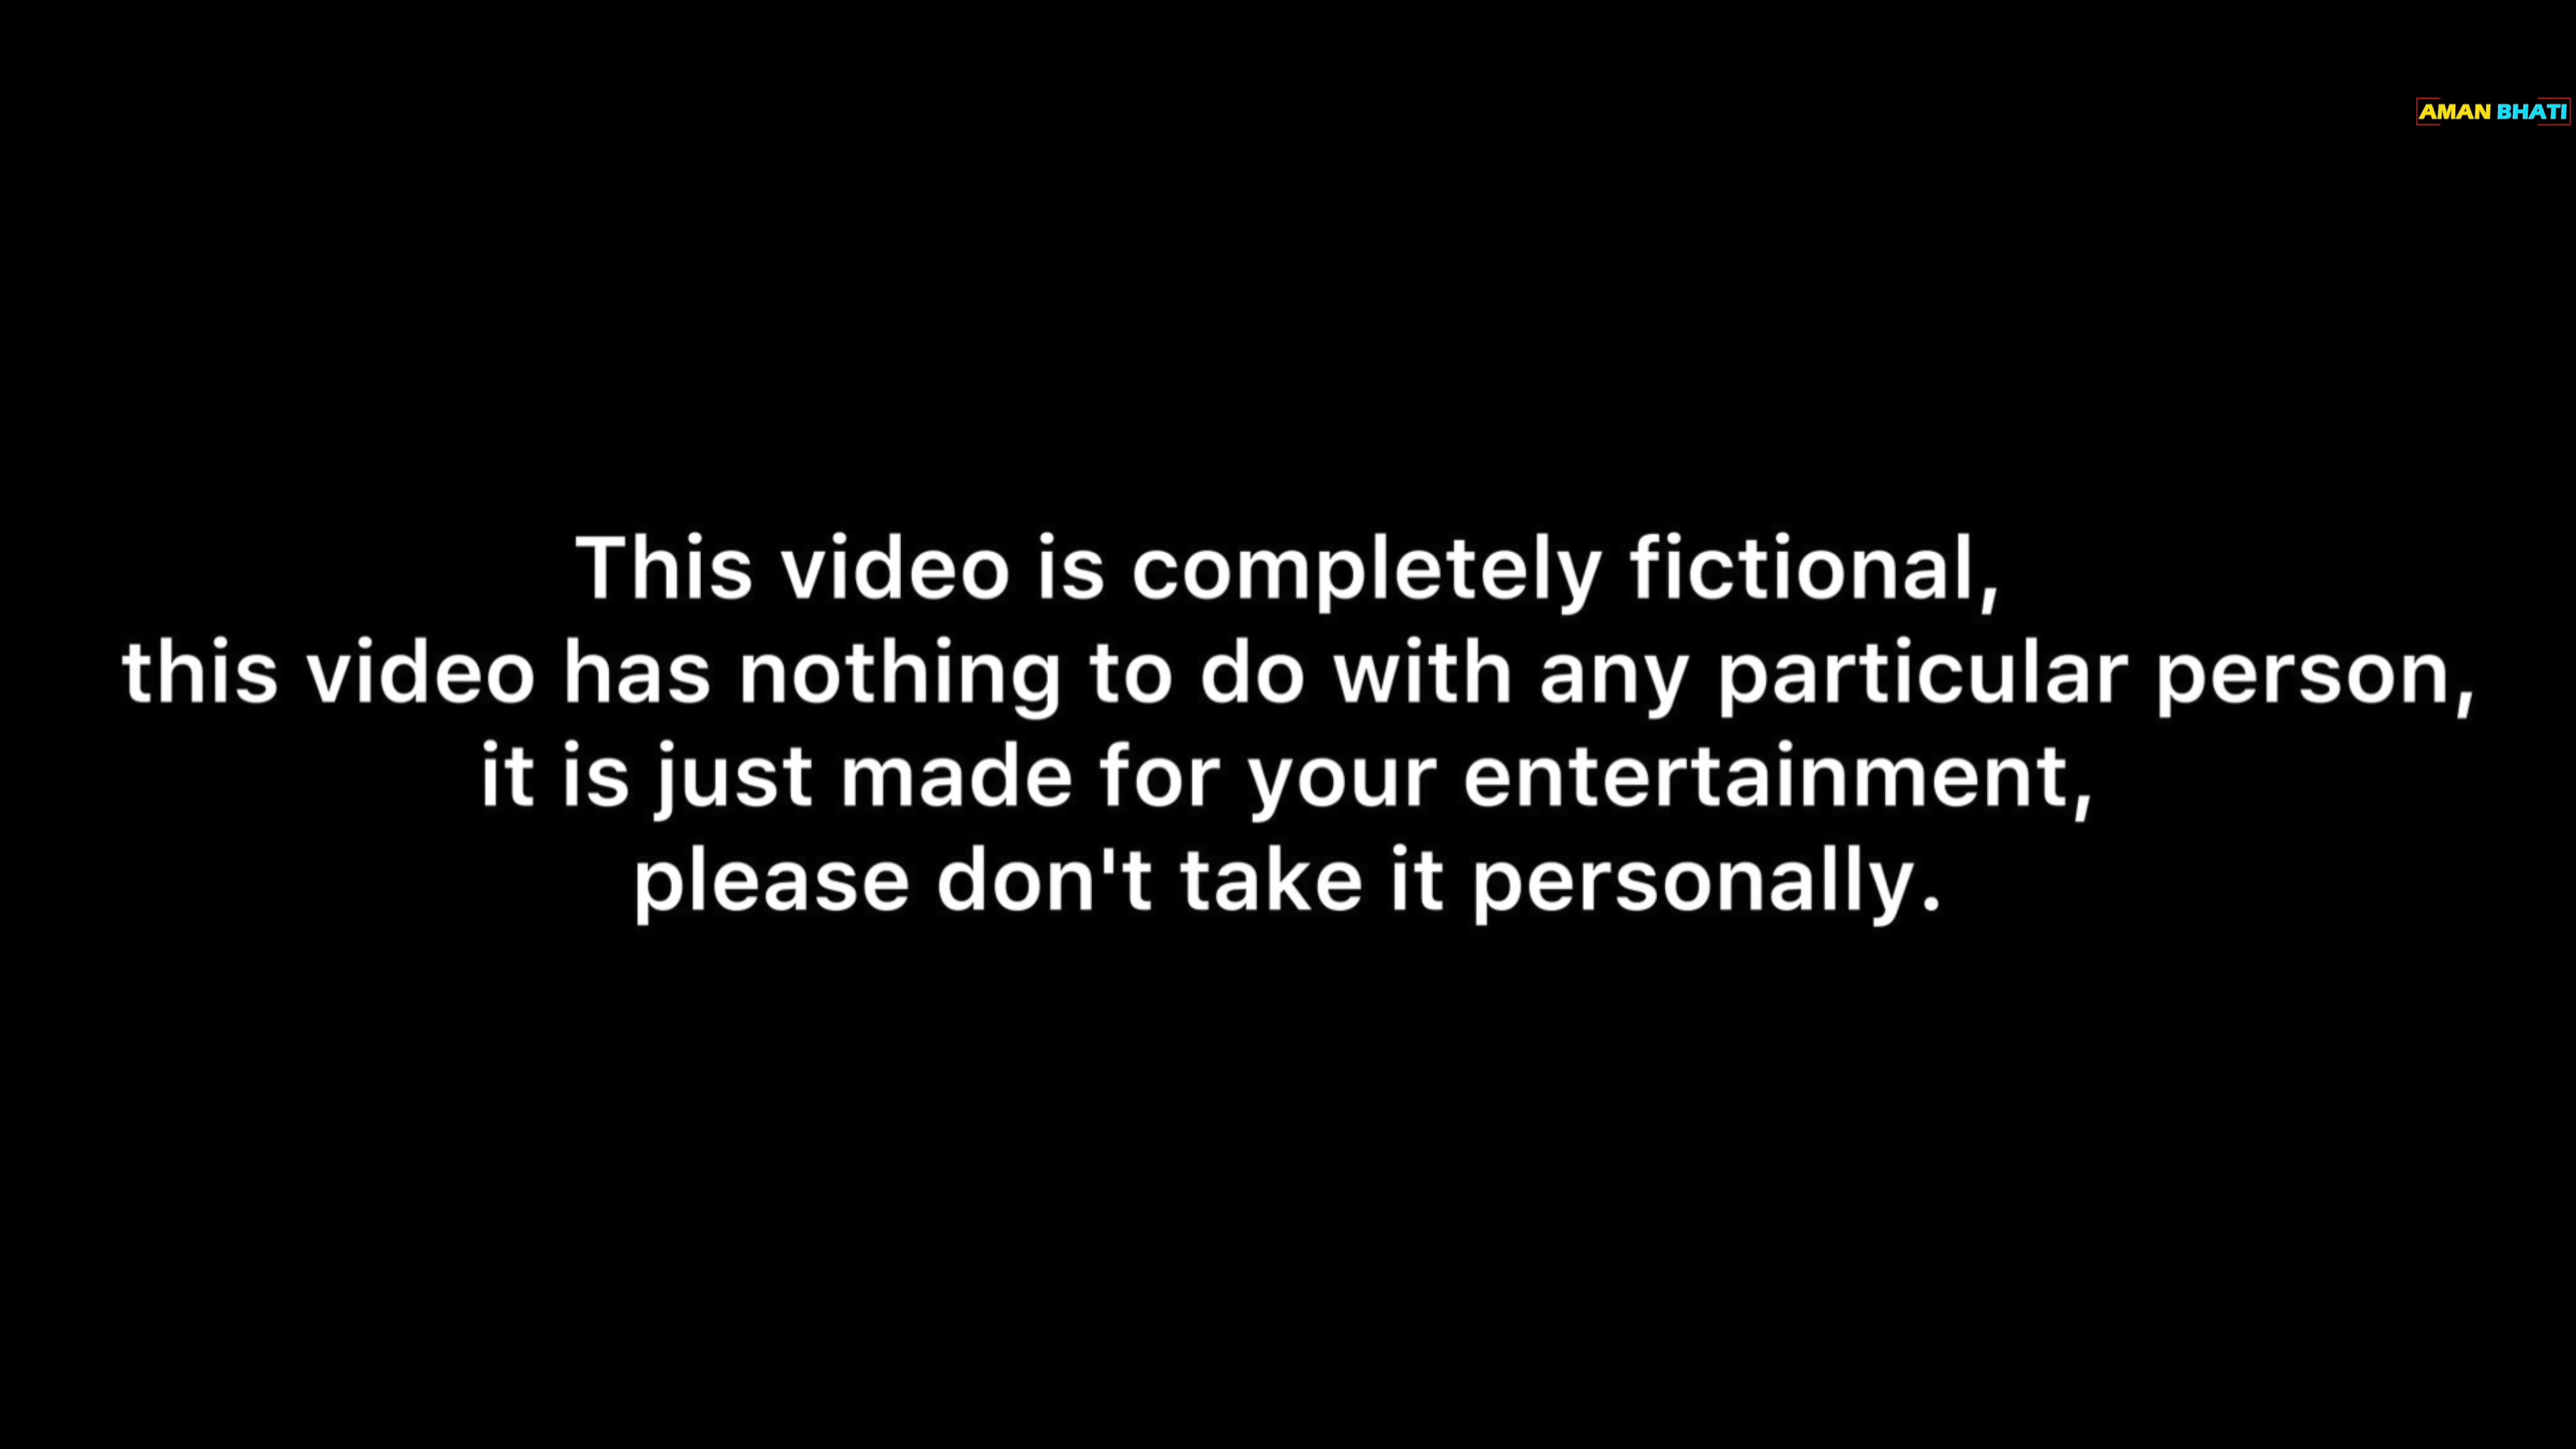 AMAN BHATI
This video is completely fictional,
this video has nothing to do with any particular person,
it is just made for your entertainment,
please don't take it personally.